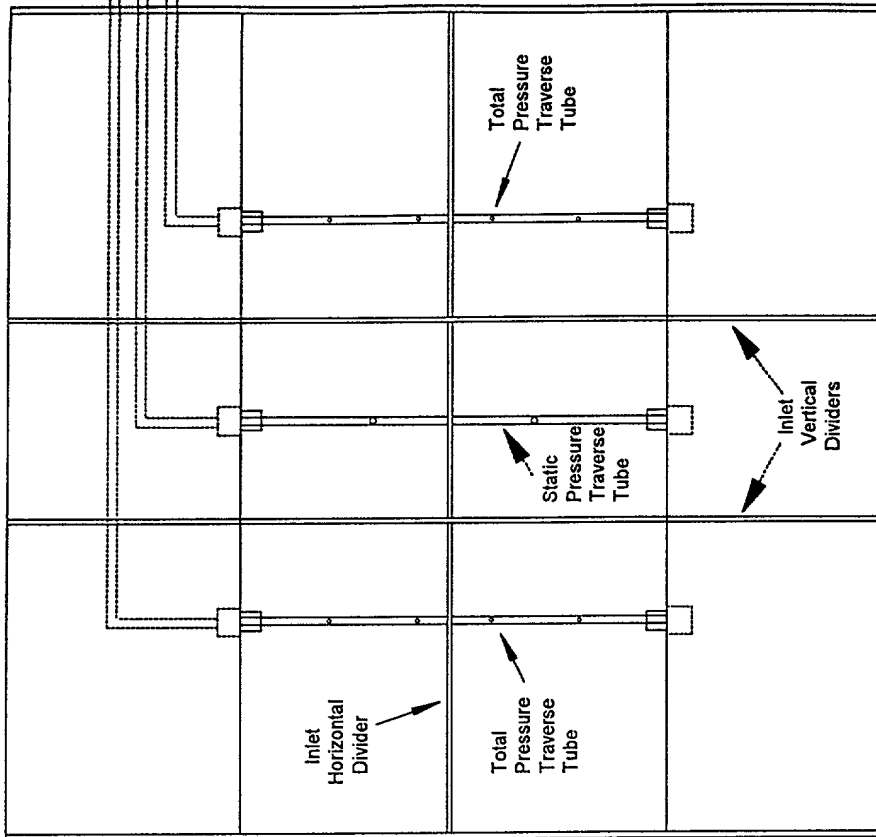 Total
Pressure
Traverse
Tube
Static
Pressure
Traverse
Tube
Inlet
Vertical
Dividers
Inlet
Horizontal
Divider
Total
Pressure
Traverse
Tube